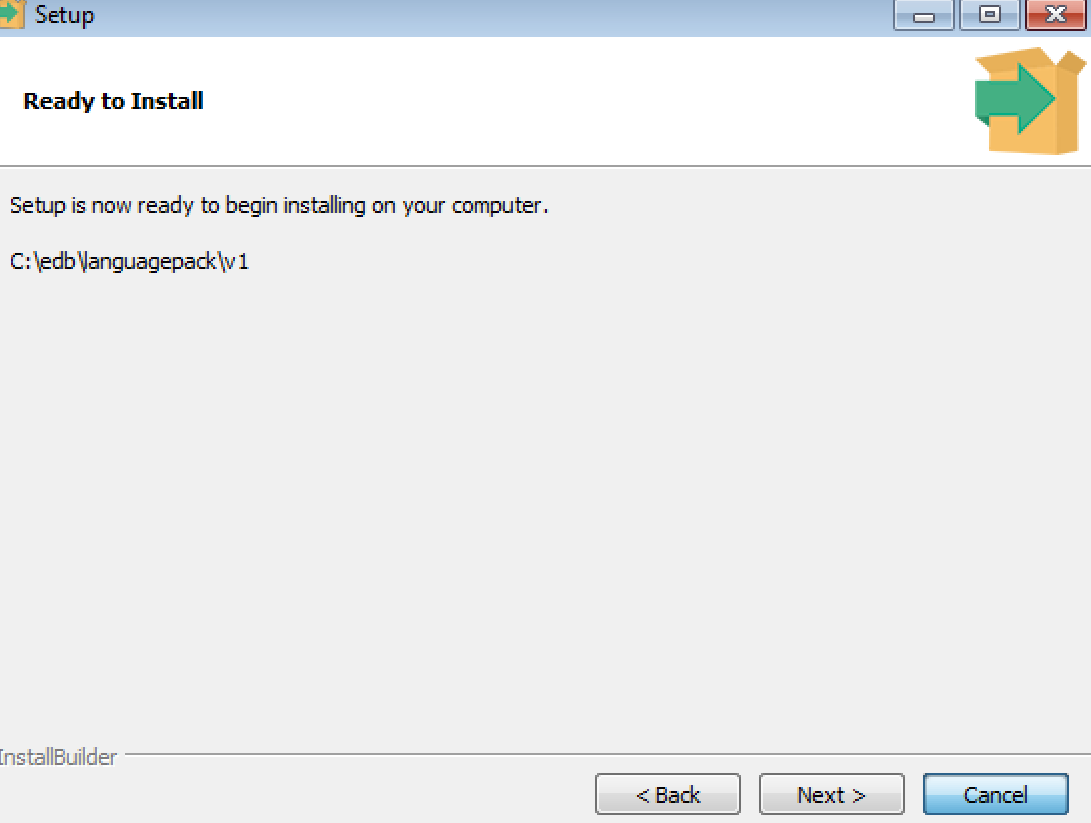 Setup
Ready to Install
Setup is now ready to begin installing on your computer.
C:\edb\languagepack\v1
InstallBuilder
< Back
Next >
Cancel